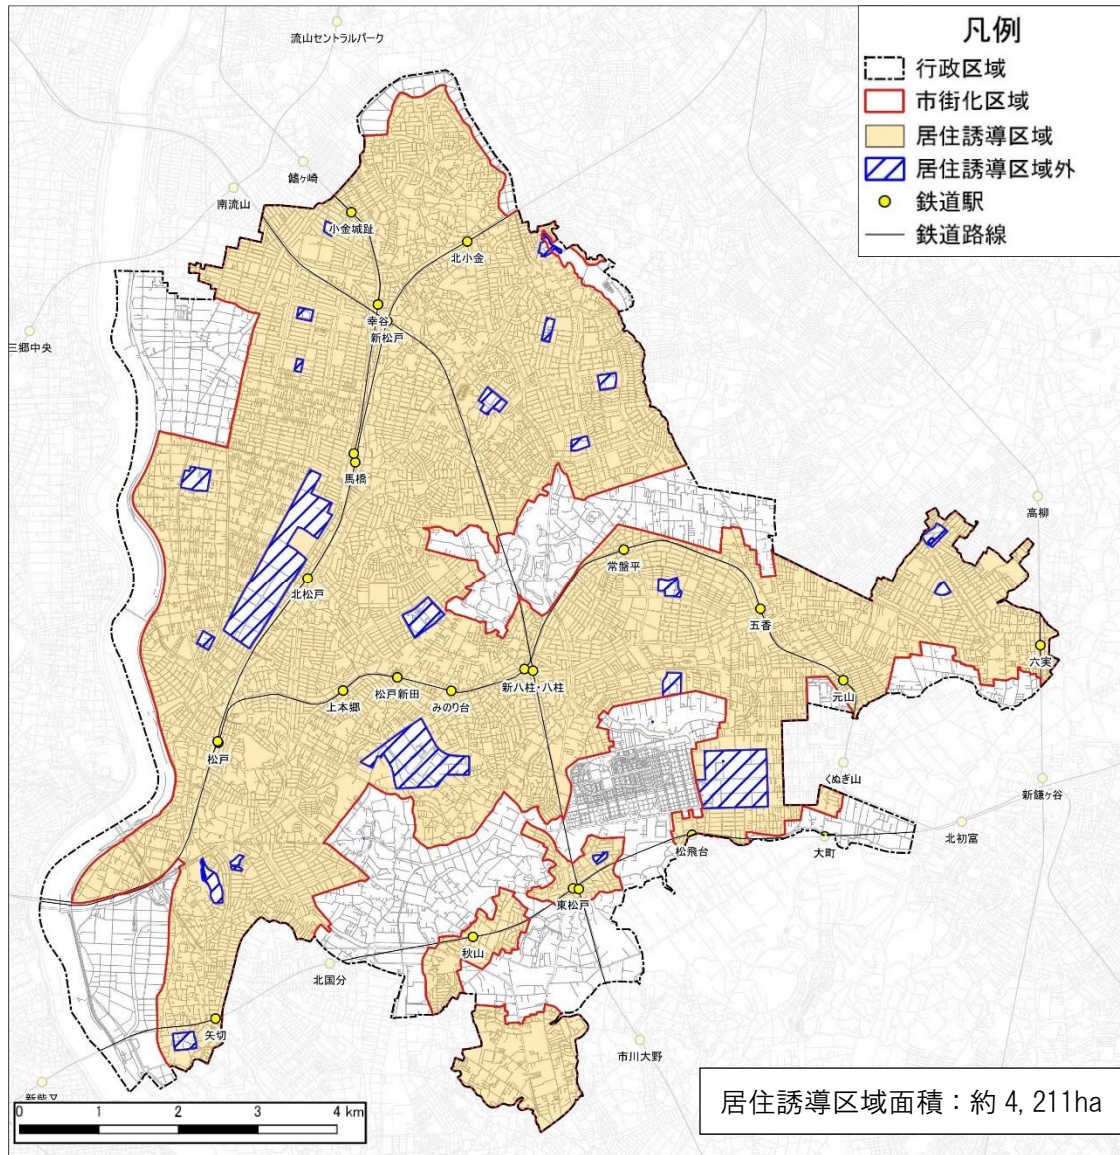 凡例
行政区域
市街化区域
居住誘導区域
居住誘導区域外
鉄道駅
鉄道路線
流山セントラルパーク
鰭ヶ崎
南流山
小金城趾
北小金
幸谷
新松戸
三郷中央
馬橋
高柳
常盤平
北松戸
五香
六実
新八柱・八柱
元山
松戸新田
みのり台
上本郷
松戸
くぬぎ山
新鎌ヶ谷
北初富
松飛台
大町
東松戸
秋山
北国分
矢切
市川大野
新柴又
0 1 2 3 4 km
居住誘導区域面積：約 4,211ha